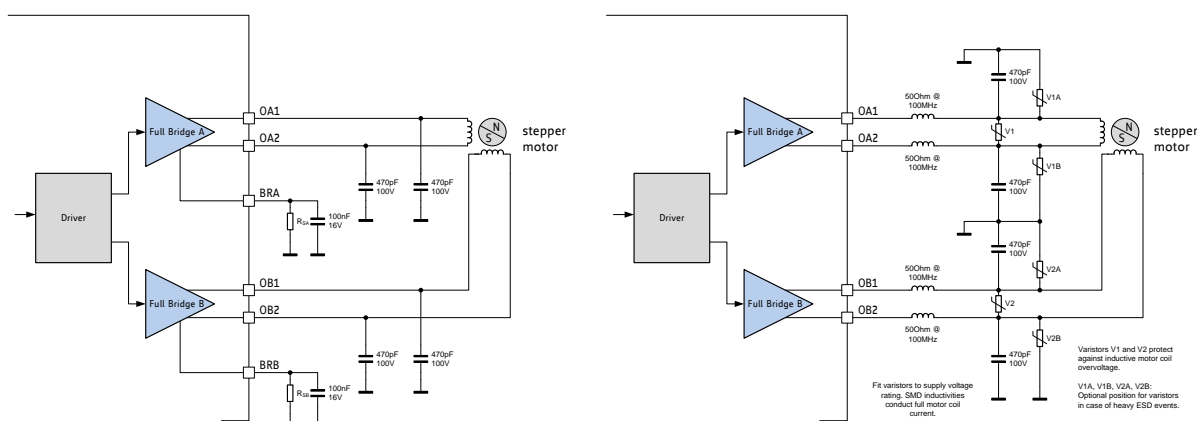 OA1
OA2
Full Bridge A
N
S
stepper
motor
BRA
470pF
100V
470pF
100V
Driver
RSA
100nF
16V
OB1
Full Bridge B
OB2
470pF
100V
470pF
100V
BRB
RSB
100nF
16V
470pF
100V
V1A
50Ohm @
100MHz
OA1
Full Bridge A
V1
N
S
stepper
motor
OA2
50Ohm @
100MHz
V1B
470pF
100V
Driver
470pF
100V
V2A
50Ohm @
100MHz
OB1
Full Bridge B
V2
OB2
50Ohm @
100MHz
V2B
470pF
100V
Fit varistors to supply voltage
rating. SMD inductivities
conduct full motor coil
current.
Varistors V1 and V2 protect
against inductive motor coil
overvoltage.
V1A, V1B, V2A, V2B:
Optional position for varistors
in case of heavy ESD events.